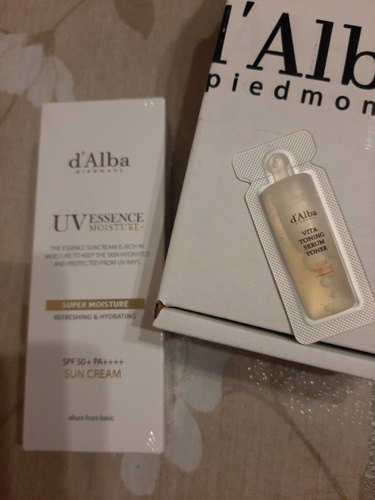 d'Alba
piedmont
UV ESSENCE
MOISTURE+
THE ESSENCE SUNCREAM IS RICH IN
MOISTURE TO KEEP THE SKIN HYDRATED
AND PROTECTED FROM UV RAYS.
SUPER MOISTURE
REFRESHING & HYDRATING
SPF 50+ PA++++
SUN CREAM
allure from basic
d'Alb
piedmon
d'Alba
VITA
TONING
SERUM
TONER